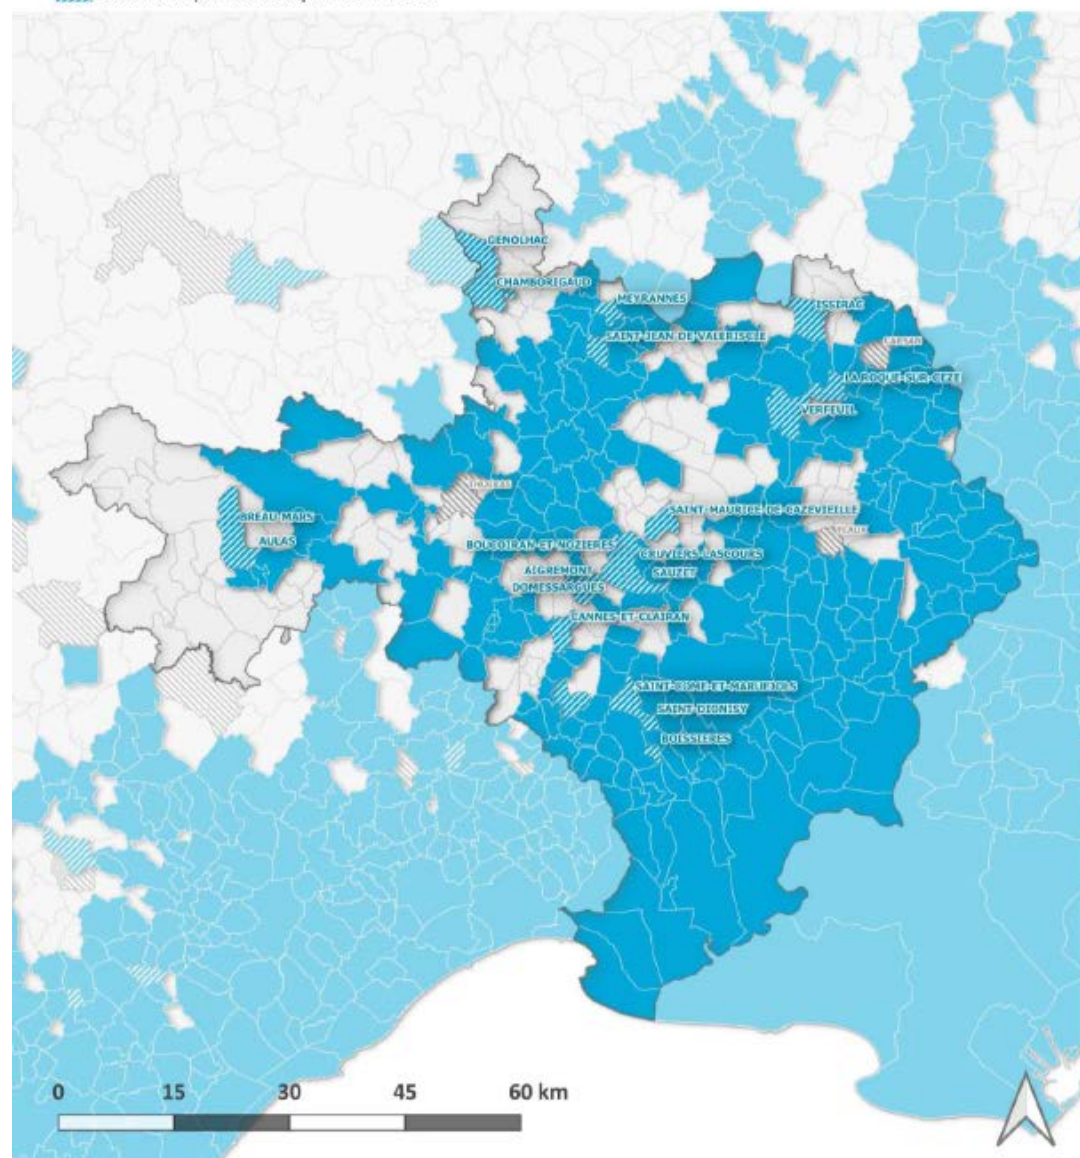 GENOLHAC
CHAMBORIGAUD
MEYRANNES
ISSIRAC
SAINT-JEAN-DE-VALERISCLE
LA ROQUE-SUR-CEZE
VERFEUIL
BREAU-MARS
AULAS
SAINT-MAURICE-DE-CAZEVIEILLE
BOUCOIRAN-ET-NOZIERES
CRUVIERS-LASCOURS
AIGREMONT
SAUZET
DOMESSARGUES
CANNES-ET-CLAIRAN
SAINT-COME-ET-MARUEJOLS
SAINT-DIONISY
BOISSIERES
0 15 30 45 60 km